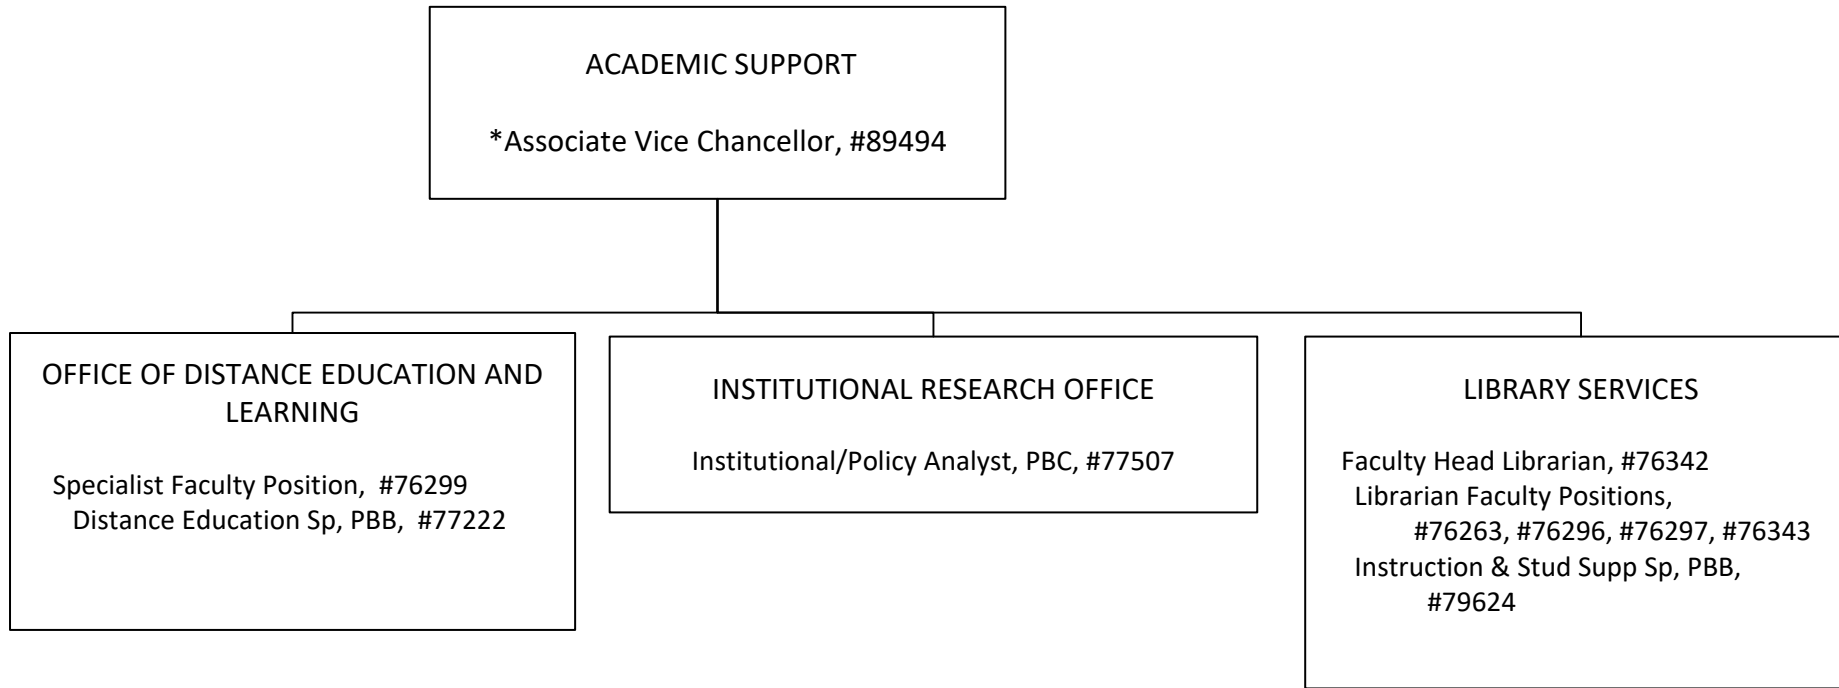 ACADEMIC SUPPORT
*Associate Vice Chancellor, #89494
OFFICE OF DISTANCE EDUCATION AND
LEARNING
Specialist Faculty Position, #76299
Distance Education Sp, PBB, #77222
INSTITUTIONAL RESEARCH OFFICE
Institutional/Policy Analyst, PBC, #77507
LIBRARY SERVICES
Faculty Head Librarian, #76342
Librarian Faculty Positions,
#76263, #76296, #76297, #76343
Instruction & Stud Supp Sp, PBB,
#79624